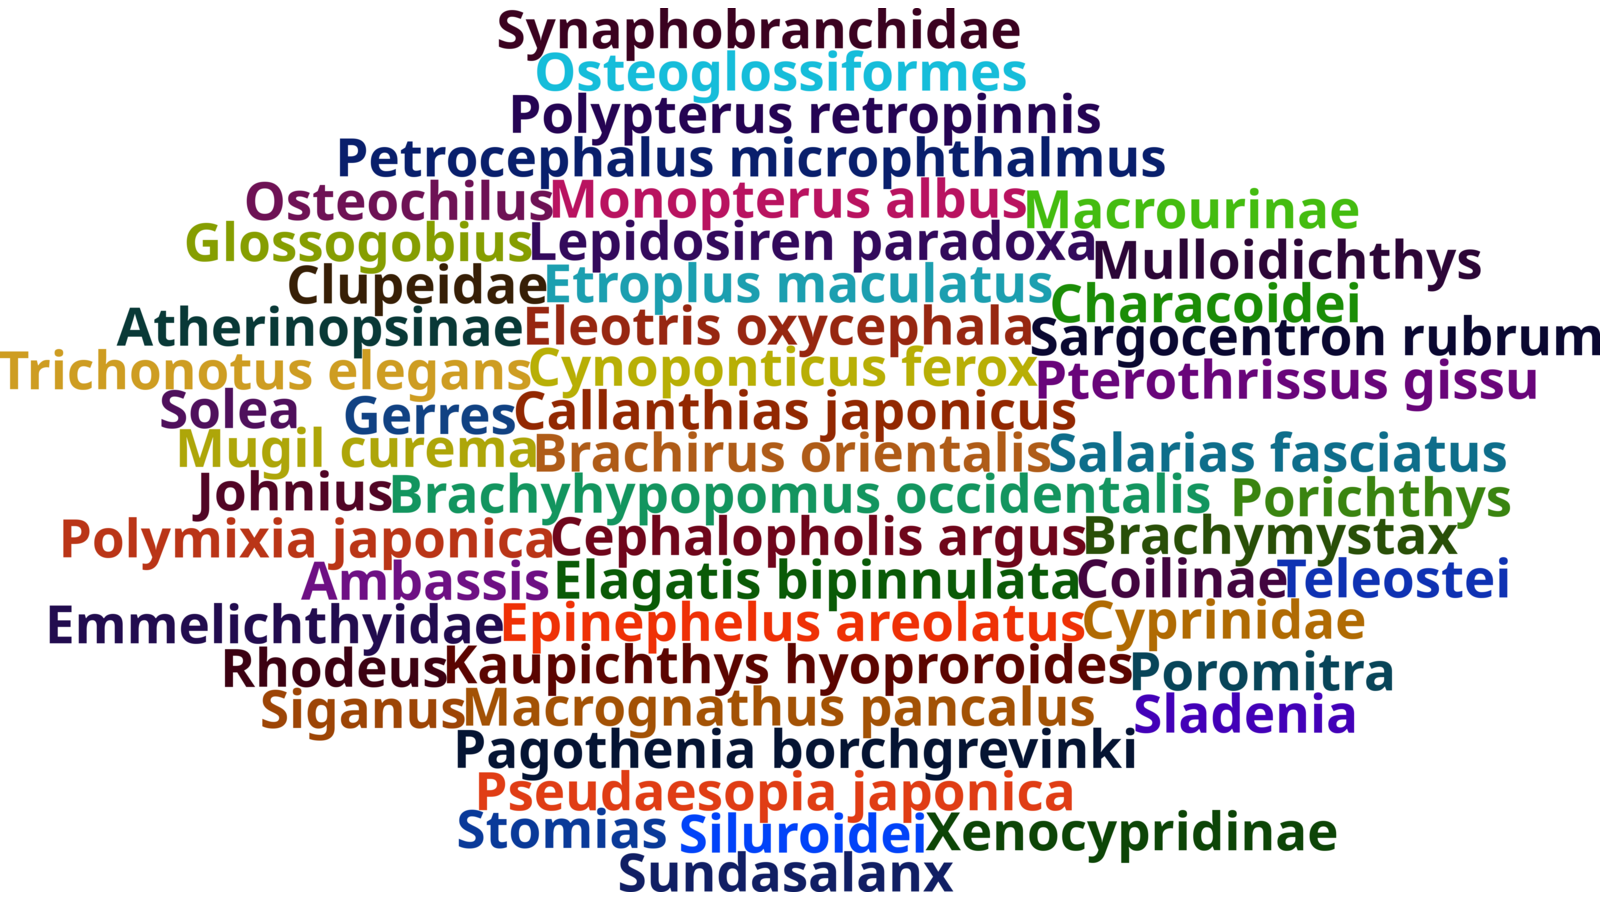 Synaphobranchidae
Osteoglossiformes
Polypterus retropinnis
Petrocephalus microphthalmus
Osteochilus Monopterus albus Macrourinae
Glossogobius Lepidosiren paradoxa Mulloidichthys
Clupeidae Etroplus maculatus Characoidei
Atherinopsinae Eleotris oxycephala Sargocentron rubrum
Trichonotus elegans Cynoponticus ferox Pterothrissus gissu
Solea Gerres Callanthias japonicus
Mugil curema Brachirus orientalis Salarias fasciatus
Johnius Brachyhypopomus occidentalis Porichthys
Polymixia japonica Cephalopholis argus Brachymystax
Ambassis Elagatis bipinnulata Coilinae Teleostei
Emmelichthyidae Epinephelus areolatus Cyprinidae
Rhodeus Kaupichthys hyoproroides Poromitra
Siganus Macrognathus pancalus Sladenia
Pagothenia borchgrevinki
Pseudaesopia japonica
Stomias Siluroidei Xenocypridinae
Sundasalanx